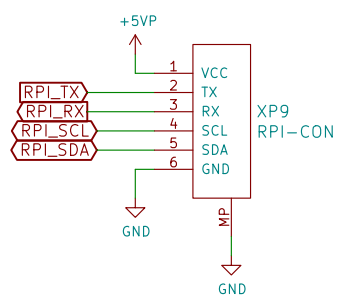 +5VP
1 VCC
RPI_TX 2 TX
RPI_RX 3 RX XP9
RPI_SCL 4 SCL RPI-CON
RPI_SDA 5 SDA
6 GND
MP
GND
GND